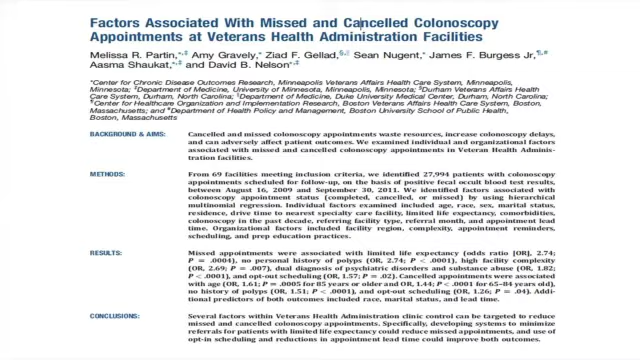 Factors Associated With Missed and Cancelled Colonoscopy
Appointments at Veterans Health Administration Facilities
Melissa R. Partin,*,‡ Amy Gravely,* Ziad F. Gellad,§,∥ Sean Nugent,* James F. Burgess Jr,¶,#
Aasma Shaukat,*,‡ and David B. Nelson*,‡
*Center for Chronic Disease Outcomes Research, Minneapolis Veterans Affairs Health Care System, Minneapolis,
Minnesota; ‡Department of Medicine, University of Minnesota, Minneapolis, Minnesota; §Durham Veterans Affairs Health
Care System, Durham, North Carolina; ∥Department of Medicine, Duke University Medical Center, Durham, North Carolina;
¶Center for Healthcare Organization and Implementation Research, Boston Veterans Affairs Health Care System, Boston,
Massachusetts; and #Department of Health Policy and Management, Boston University School of Public Health,
Boston, Massachusetts
BACKGROUND & AIMS: Cancelled and missed colonoscopy appointments waste resources, increase colonoscopy delays,
and can adversely affect patient outcomes. We examined individual and organizational factors
associated with missed and cancelled colonoscopy appointments in Veteran Health Adminis-
tration facilities.
METHODS: From 69 facilities meeting inclusion criteria, we identified 27,994 patients with colonoscopy
appointments scheduled for follow-up, on the basis of positive fecal occult blood test results,
between August 16, 2009 and September 30, 2011. We identified factors associated with
colonoscopy appointment status (completed, cancelled, or missed) by using hierarchical
multinomial regression. Individual factors examined included age, race, sex, marital status,
residence, drive time to nearest specialty care facility, limited life expectancy, comorbidities,
colonoscopy in the past decade, referring facility type, referral month, and appointment lead
time. Organizational factors included facility region, complexity, appointment reminders,
scheduling, and prep education practices.
RESULTS: Missed appointments were associated with limited life expectancy (odds ratio [OR], 2.74;
P = .0004), no personal history of polyps (OR, 2.74; P < .0001), high facility complexity
(OR, 2.69; P = .007), dual diagnosis of psychiatric disorders and substance abuse (OR, 1.82;
P < .0001), and opt-out scheduling (OR, 1.57; P = .02). Cancelled appointments were associated
with age (OR, 1.61; P = .0005 for 85 years or older and OR, 1.44; P < .0001 for 65–84 years old),
no history of polyps (OR, 1.51; P < .0001), and opt-out scheduling (OR, 1.26; P = .04). Addi-
tional predictors of both outcomes included race, marital status, and lead time.
CONCLUSIONS: Several factors within Veterans Health Administration clinic control can be targeted to reduce
missed and cancelled colonoscopy appointments. Specifically, developing systems to minimize
referrals for patients with limited life expectancy could reduce missed appointments, and use of
opt-in scheduling and reductions in appointment lead time could improve both outcomes.